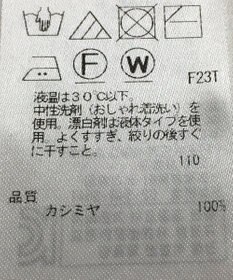 F W
F23T
液温は30℃以下。
中性洗剤(おしゃれ着洗い)を
使用。漂白剤は液体タイプを使
用。よくすすぎ、絞りの後すぐ
に干すこと。
110
品質
カシミヤ 100%